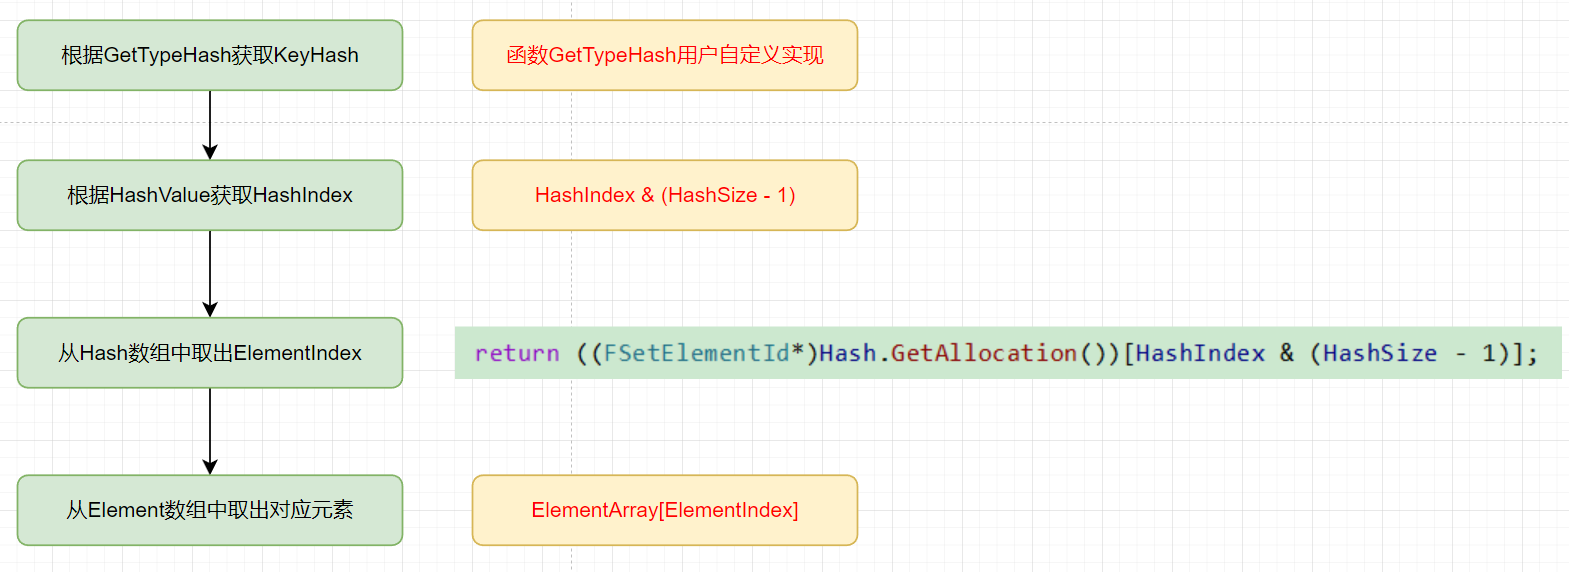 根据GetTypeHash获取KeyHash
函数GetTypeHash用户自定义实现
根据HashValue获取HashIndex
HashIndex & (HashSize - 1)
从Hash数组中取出ElementIndex
return ((FSetElementId*)Hash.GetAllocation())[HashIndex & (HashSize - 1)];
从Element数组中取出对应元素
ElementArray[ElementIndex]